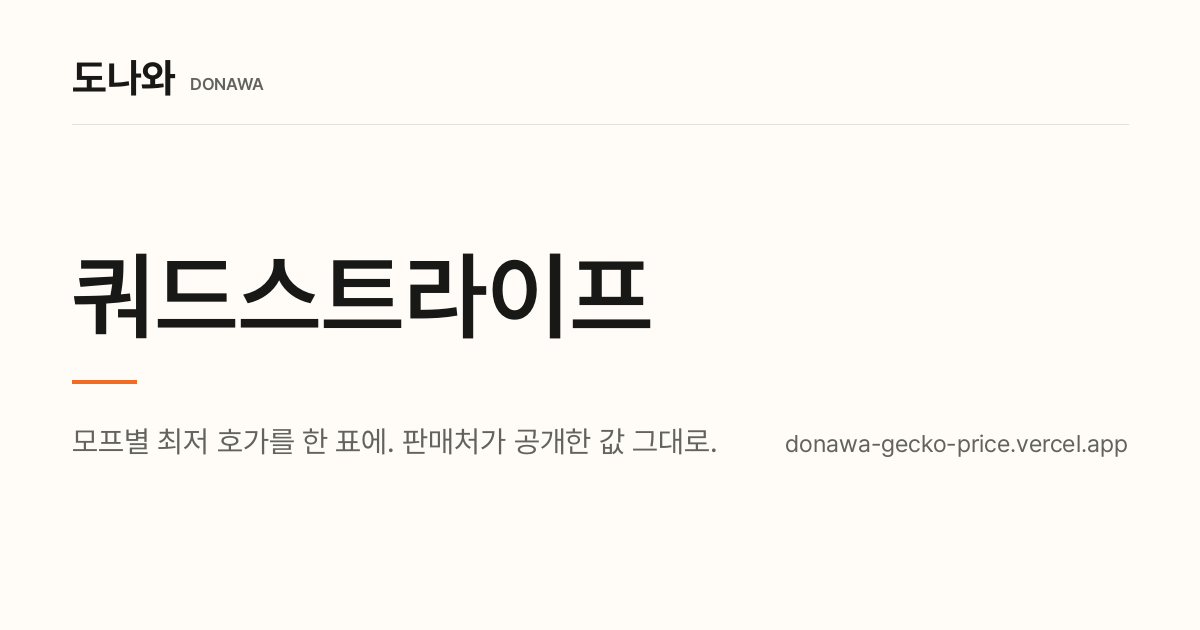 도나와 DONAWA
쿼드스트라이프
모프별 최저 호가를 한 표에. 판매처가 공개한 값 그대로. donawa-gecko-price.vercel.app